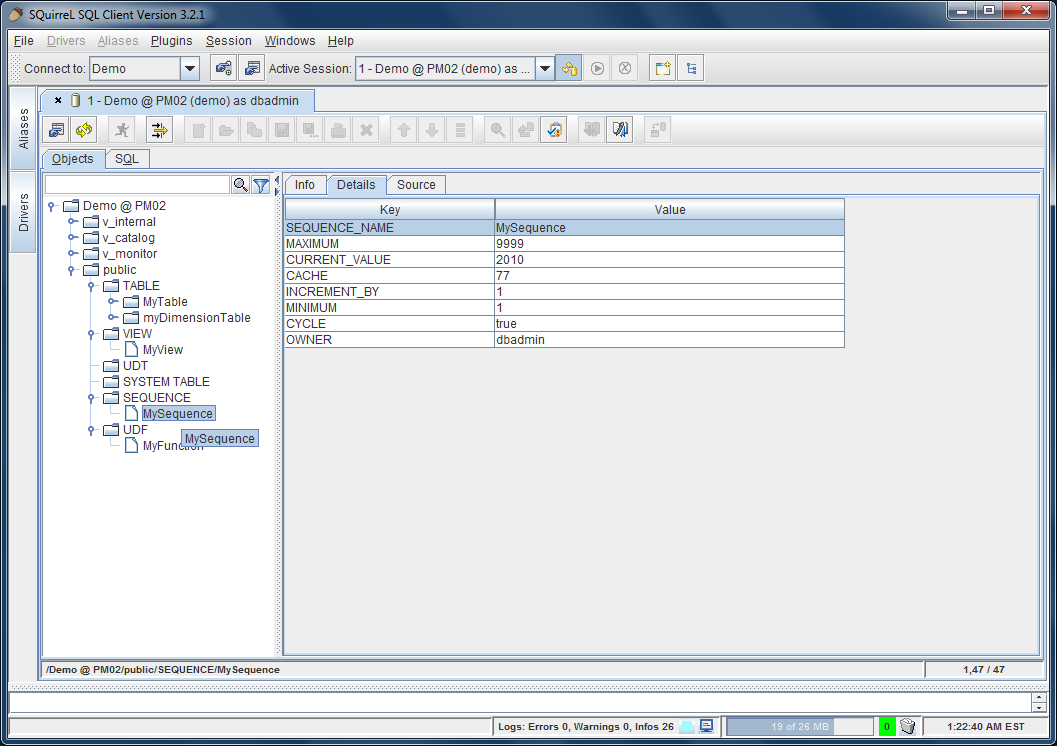 SQuirreL SQL Client Version 3.2.1
File Drivers Aliases Plugins Session Windows Help
Connect to: Demo Active Session: 1 - Demo @ PM02 (demo) as ...
Aliases
Drivers
1 - Demo @ PM02 (demo) as dbadmin
Objects SQL
Demo @ PM02
v_internal
v_catalog
v_monitor
public
TABLE
MyTable
myDimensionTable
VIEW
MyView
UDT
SYSTEM TABLE
SEQUENCE
MySequence
UDF
MySequence
MyFunction
Info Details Source
Key Value
SEQUENCE_NAME MySequence
MAXIMUM 9999
CURRENT_VALUE 2010
CACHE 77
INCREMENT_BY 1
MINIMUM 1
CYCLE true
OWNER dbadmin
/Demo @ PM02/public/SEQUENCE/MySequence 1,47 / 47
Logs: Errors 0, Warnings 0, Infos 26 19 of 26 MB 0 1:22:40 AM EST